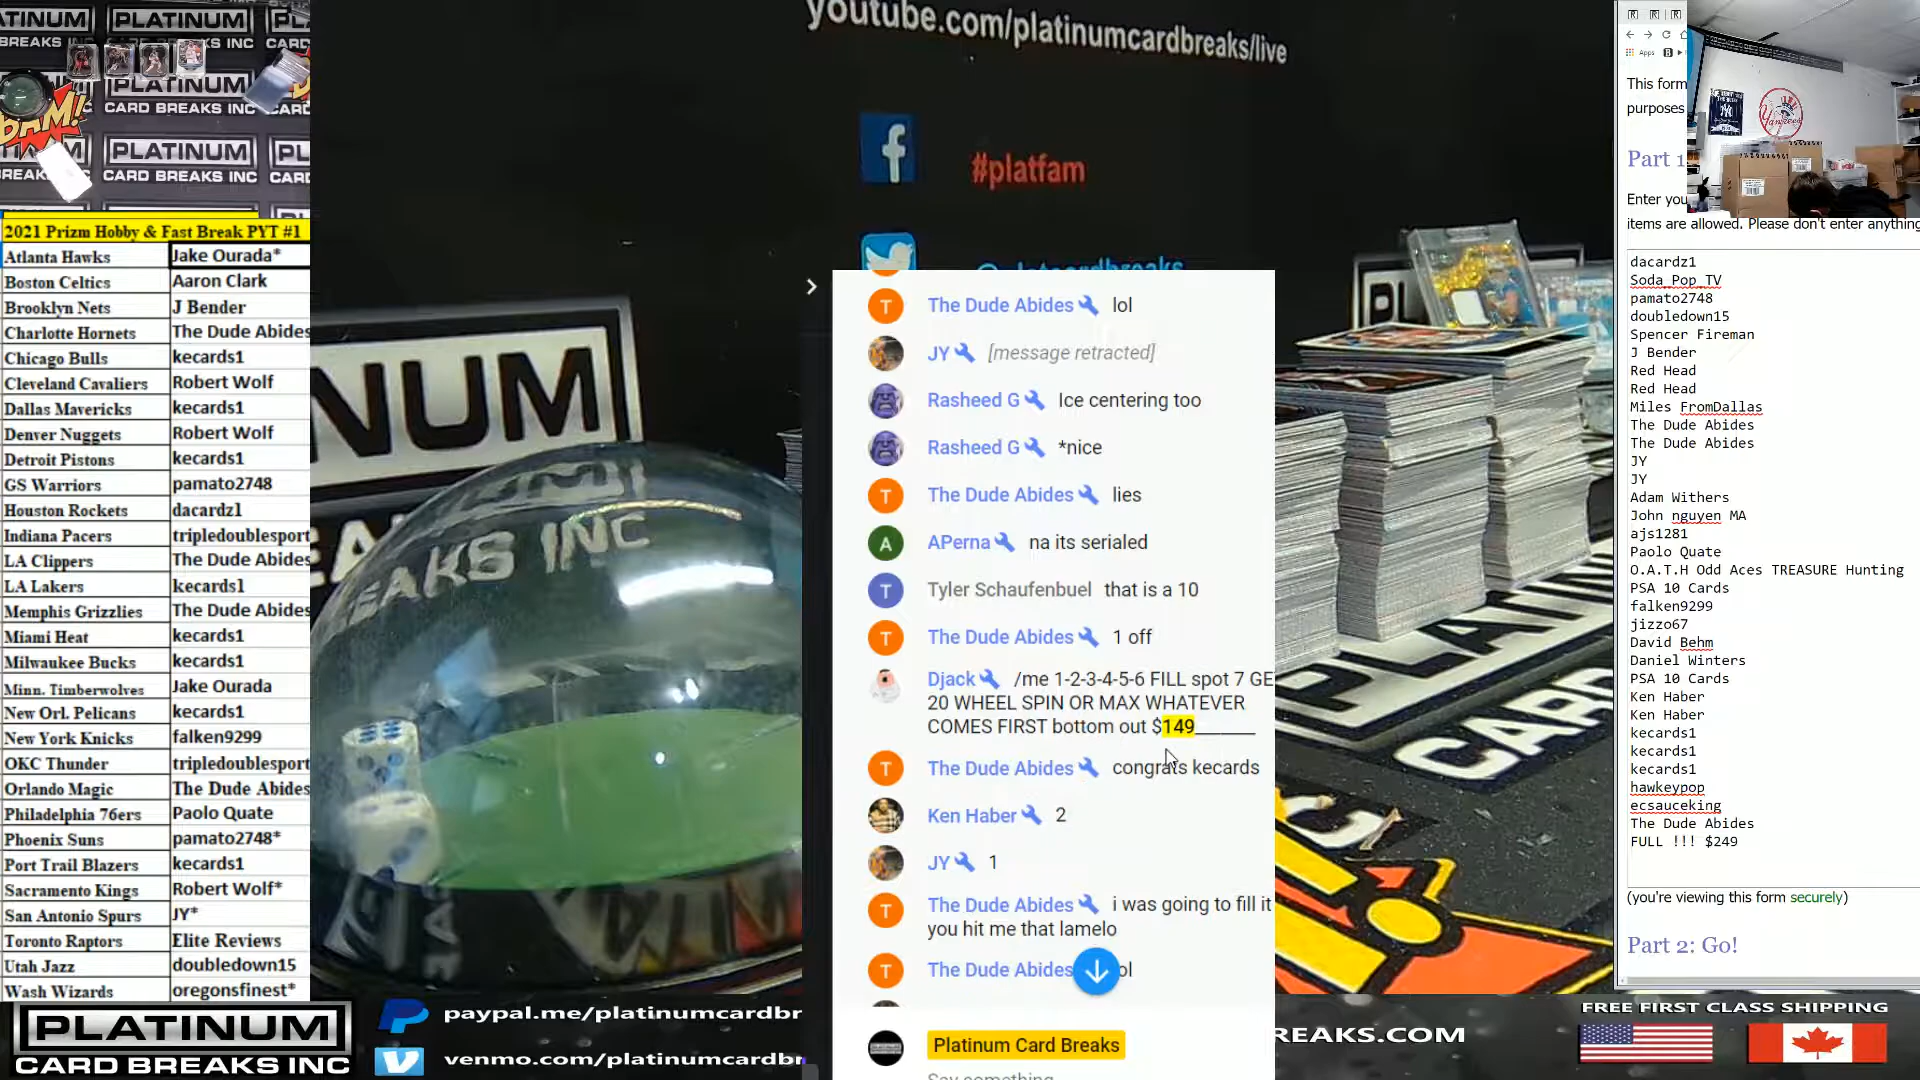 PLATINUM
CARD BREAKS INC
BAM!
youtube.com/platinumcardbreaks/live
#platfam
2021 Prizm Hobby & Fast Break PYT #1
Atlanta Hawks Jake Ourada*
Boston Celtics Aaron Clark
Brooklyn Nets J Bender
Charlotte Hornets The Dude Abides
Chicago Bulls kecards1
Cleveland Cavaliers Robert Wolf
Dallas Mavericks kecards1
Denver Nuggets Robert Wolf
Detroit Pistons kecards1
GS Warriors pamato2748
Houston Rockets dacardz1
Indiana Pacers tripledoublesport
LA Clippers The Dude Abides
LA Lakers kecards1
Memphis Grizzlies The Dude Abides
Miami Heat kecards1
Milwaukee Bucks kecards1
Minn. Timberwolves Jake Ourada
New Orl. Pelicans kecards1
New York Knicks falken9299
OKC Thunder tripledoublesport
Orlando Magic The Dude Abides
Philadelphia 76ers Paolo Quate
Phoenix Suns pamato2748*
Port Trail Blazers kecards1
Sacramento Kings Robert Wolf*
San Antonio Spurs JY*
Toronto Raptors Elite Reviews
Utah Jazz doubledown15
Wash Wizards oregonsfinest*
The Dude Abides lol
JY [message retracted]
Rasheed G Ice centering too
Rasheed G *nice
The Dude Abides lies
APerna na its serialed
Tyler Schaufenbuel that is a 10
The Dude Abides 1 off
Djack /me 1-2-3-4-5-6 FILL spot 7 GE
20 WHEEL SPIN OR MAX WHATEVER
COMES FIRST bottom out $149______
The Dude Abides congrats kecards
Ken Haber 2
JY 1
The Dude Abides i was going to fill it
you hit me that lamelo
The Dude Abides ol
Platinum Card Breaks
Say something
Apps
This form
purposes
Part 1
Enter you
items are allowed. Please don't enter anything
dacardz1
Soda_Pop_TV
pamato2748
doubledown15
Spencer Fireman
J Bender
Red Head
Red Head
Miles FromDallas
The Dude Abides
The Dude Abides
JY
JY
Adam Withers
John nguyen MA
ajs1281
Paolo Quate
O.A.T.H Odd Aces TREASURE Hunting
PSA 10 Cards
falken9299
jizzo67
David Behm
Daniel Winters
PSA 10 Cards
Ken Haber
Ken Haber
kecards1
kecards1
kecards1
hawkeypop
ecsauceking
The Dude Abides
FULL !!! $249
(you're viewing this form securely)
Part 2: Go!
PLATINUM
CARD BREAKS INC
paypal.me/platinumcardbr
venmo.com/platinumcardbr
REAKS.COM
FREE FIRST CLASS SHIPPING